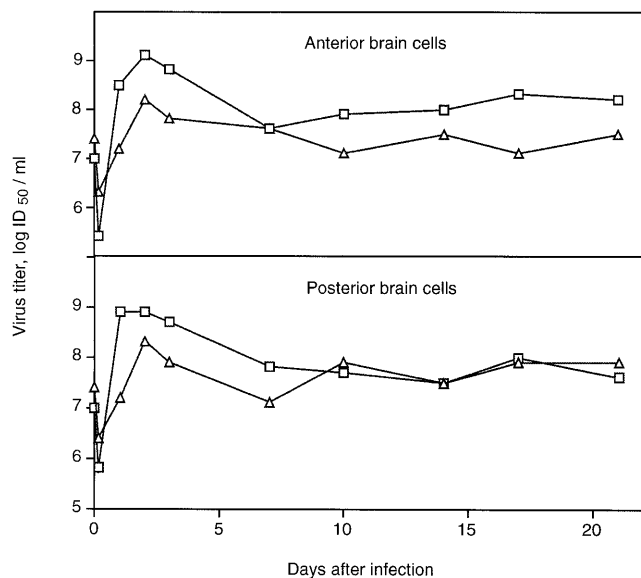 Anterior brain cells
9
8
7
6
Virus titer, log ID 50 / ml
Posterior brain cells
9
8
7
6
5
0 5 10 15 20
Days after infection